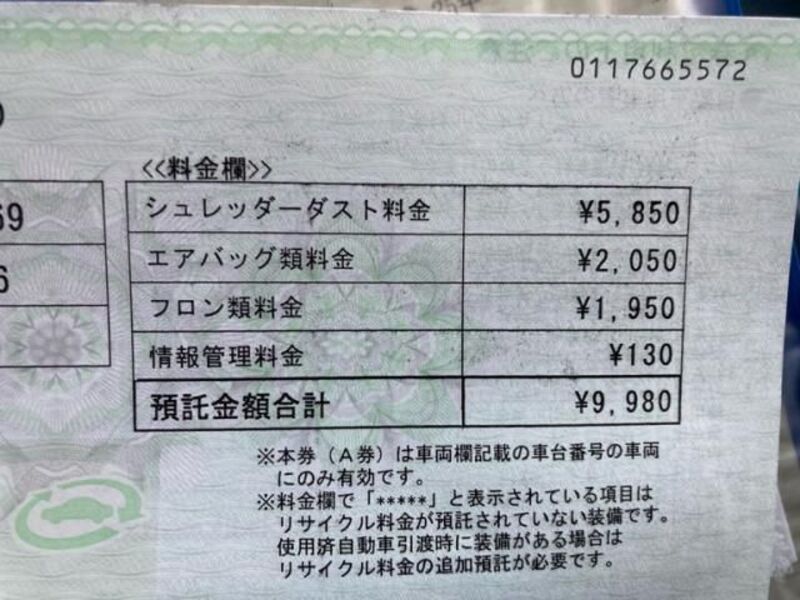 0117665572
<<料金欄>>
69
シュレッダーダスト料金 ¥5,850
6
エアバッグ類料金 ¥2,050
フロン類料金 ¥1,950
情報管理料金 ¥130
預託金額合計 ¥9,980
※本券（A券）は車両欄記載の車台番号の車両
にのみ有効です。
※料金欄で「*****」と表示されている項目は
リサイクル料金が預託されていない装備です。
使用済自動車引渡時に装備がある場合は
リサイクル料金の追加預託が必要です。